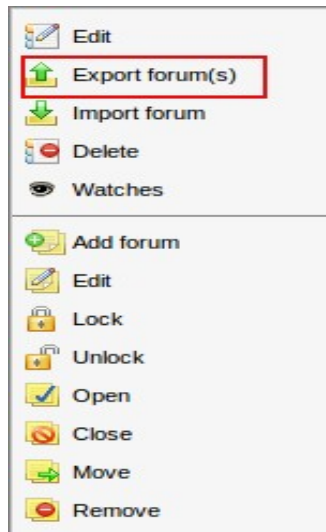 Edit
Export forum(s)
Import forum
Delete
Watches
Add forum
Edit
Lock
Unlock
Open
Close
Move
Remove